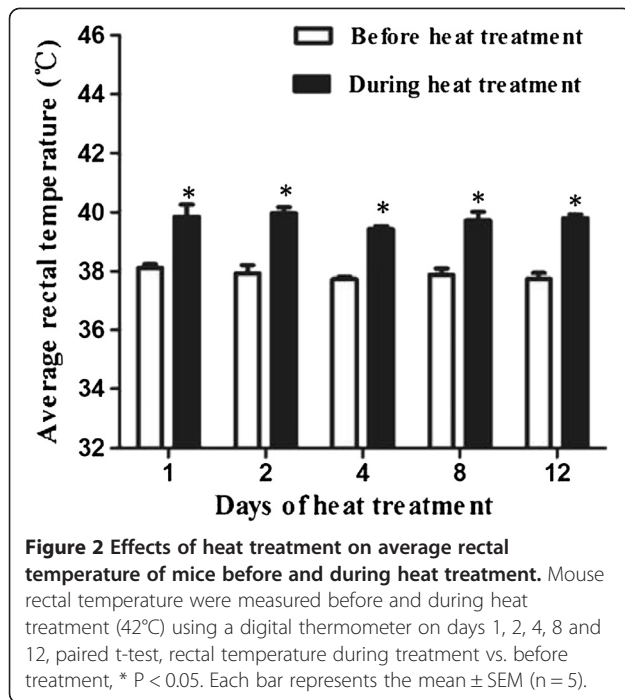 Average rectal temperature (℃)
46
44
42
40
38
36
34
32
Before heat treatment
During heat treatment
* * * * *
1 2 4 8 12
Days of heat treatment
Figure 2 Effects of heat treatment on average rectal
temperature of mice before and during heat treatment. Mouse
rectal temperature were measured before and during heat
treatment (42°C) using a digital thermometer on days 1, 2, 4, 8 and
12, paired t-test, rectal temperature during treatment vs. before
treatment, * P < 0.05. Each bar represents the mean ± SEM (n = 5).